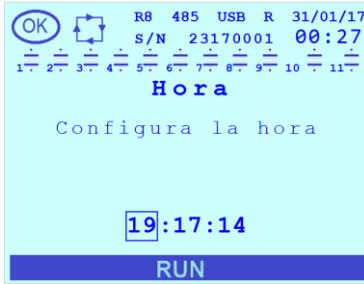 OK R8 485 USB R 31/01/17
S/N 23170001 00:27
1 2 3 4 5 6 7 8 9 10 11
Hora
Configura la hora
19:17:14
RUN